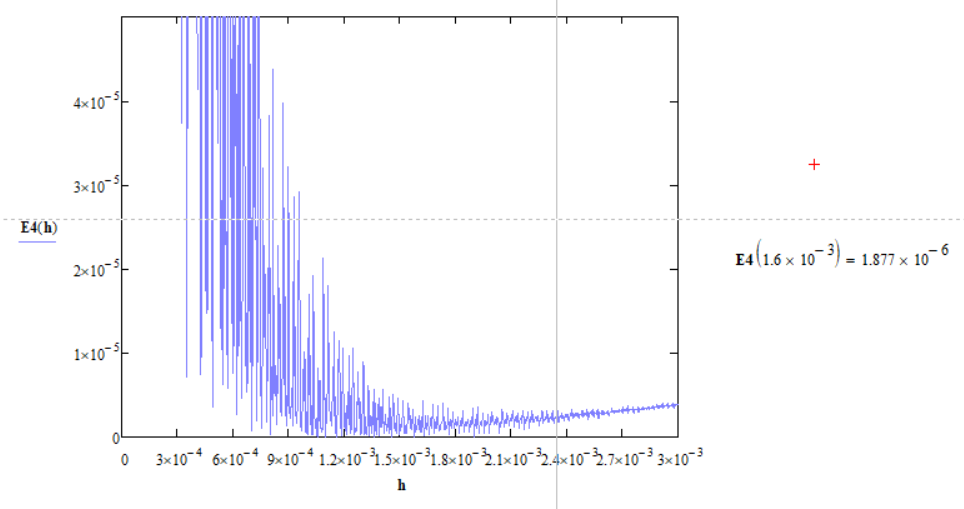 4×10⁻⁵
3×10⁻⁵
E4(h)
2×10⁻⁵
1×10⁻⁵
0
0 3×10⁻⁴ 6×10⁻⁴ 9×10⁻⁴ 1.2×10⁻³ 1.5×10⁻³ 1.8×10⁻³ 2.1×10⁻³ 2.4×10⁻³ 2.7×10⁻³ 3×10⁻³
h
E4(1.6 × 10⁻³) = 1.877 × 10⁻⁶